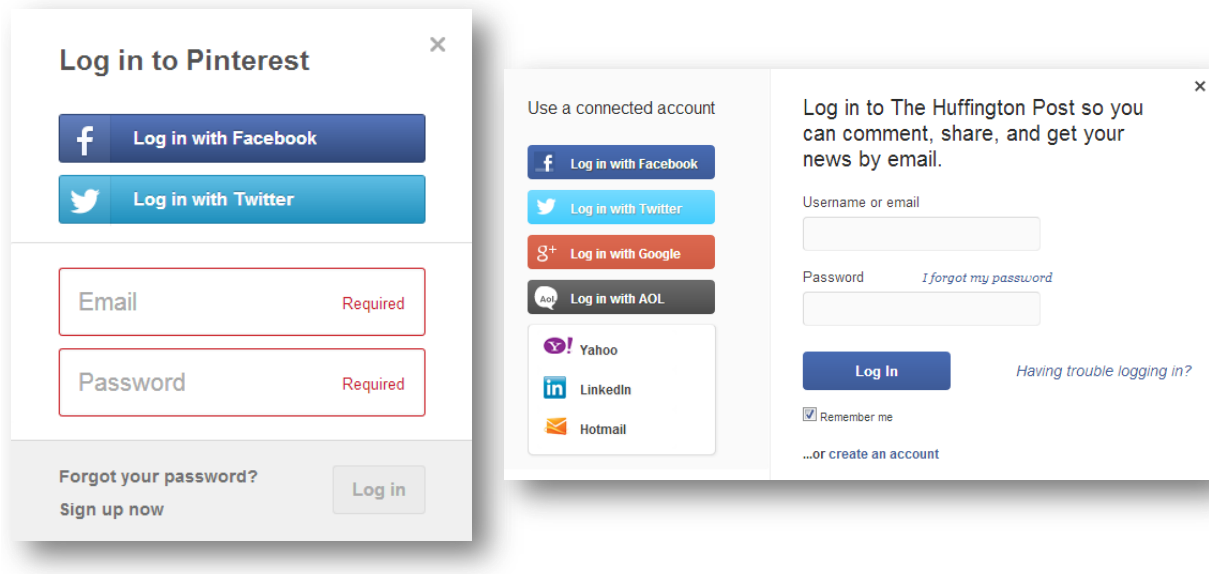 Log in to Pinterest
×
f Log in with Facebook
Log in with Twitter
Email Required
Password Required
Forgot your password?
Sign up now
Log in
Use a connected account
f Log in with Facebook
Log in with Twitter
g+ Log in with Google
Aol. Log in with AOL
Y! Yahoo
in LinkedIn
Hotmail
×
Log in to The Huffington Post so you
can comment, share, and get your
news by email.
Username or email
Password I forgot my password
Log In Having trouble logging in?
Remember me
...or create an account